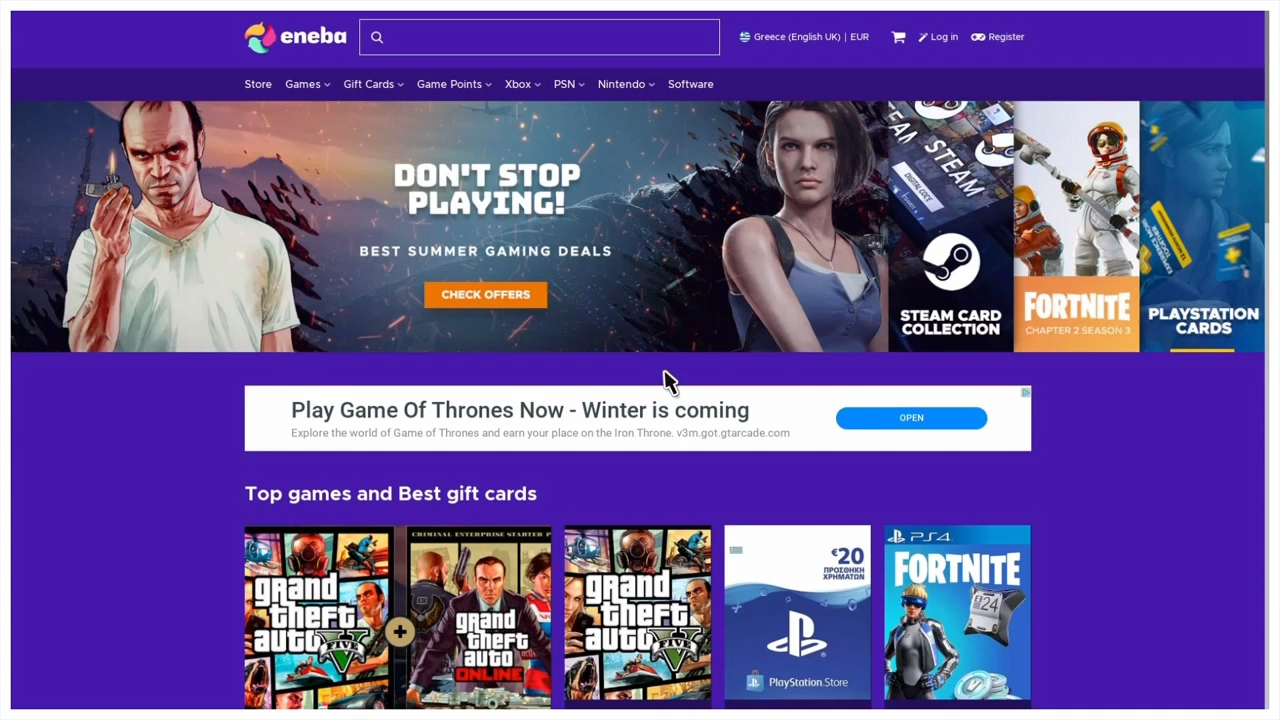 eneba
Greece (English UK) | EUR
Log in
Register
Store
Games
Gift Cards
Game Points
Xbox
PSN
Nintendo
Software
DON'T STOP
PLAYING!
BEST SUMMER GAMING DEALS
CHECK OFFERS
STEAM
DIGITAL CODE
STEAM CARD
COLLECTION
FORTNITE
CHAPTER 2 SEASON 3
PLAYSTATION
CARDS
Play Game Of Thrones Now - Winter is coming
Explore the world of Game of Thrones and earn your place on the Iron Throne. v3m.got.gtarcade.com
OPEN
Top games and Best gift cards
grand
theft
auto
V
FIVE
CRIMINAL ENTERPRISE STARTER P
grand
theft
auto
ONLINE
grand
theft
auto
V
FIVE
€20
ΠΡΟΣΘΗΚΗ
ΧΡΗΜΑΤΩΝ
PlayStation.Store
PS4
FORTNITE
24